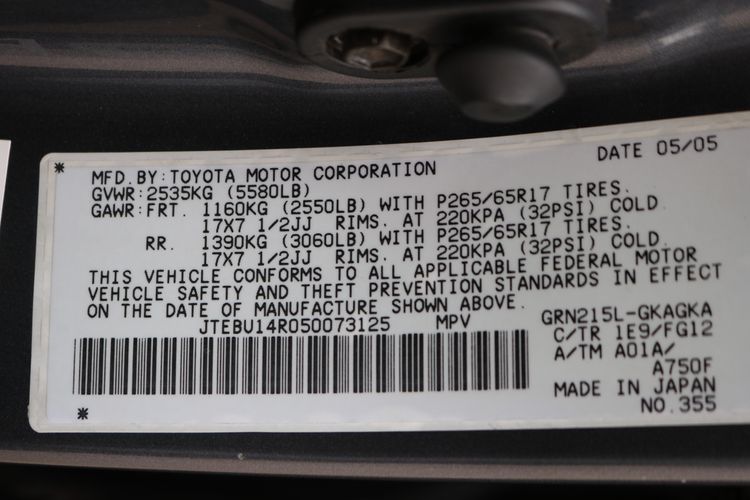 DATE 05/05
MFD.BY:TOYOTA MOTOR CORPORATION
GVWR:2535KG (5580LB)
GAWR:FRT. 1160KG (2550LB) WITH P265/65R17 TIRES.
17X7 1/2JJ RIMS. AT 220KPA (32PSI) COLD.
RR. 1390KG (3060LB) WITH P265/65R17 TIRES.
17X7 1/2JJ RIMS. AT 220KPA (32PSI) COLD.
THIS VEHICLE CONFORMS TO ALL APPLICABLE FEDERAL MOTOR
VEHICLE SAFETY AND THEFT PREVENTION STANDARDS IN EFFECT
ON THE DATE OF MANUFACTURE SHOWN ABOVE.
JTEBU14R050073125 MPV
GRN215L-GKAGKA
C/TR 1E9/FG12
A/TM A01A/
A750F
MADE IN JAPAN
NO.355